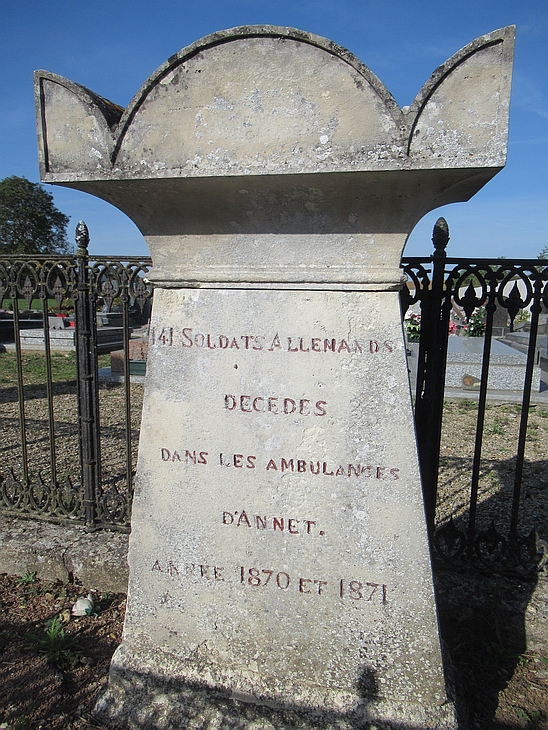 141 SOLDATS ALLEMANDS
DECEDES
DANS LES AMBULANCES
D'ANNET.
ANNEE 1870 ET 1871